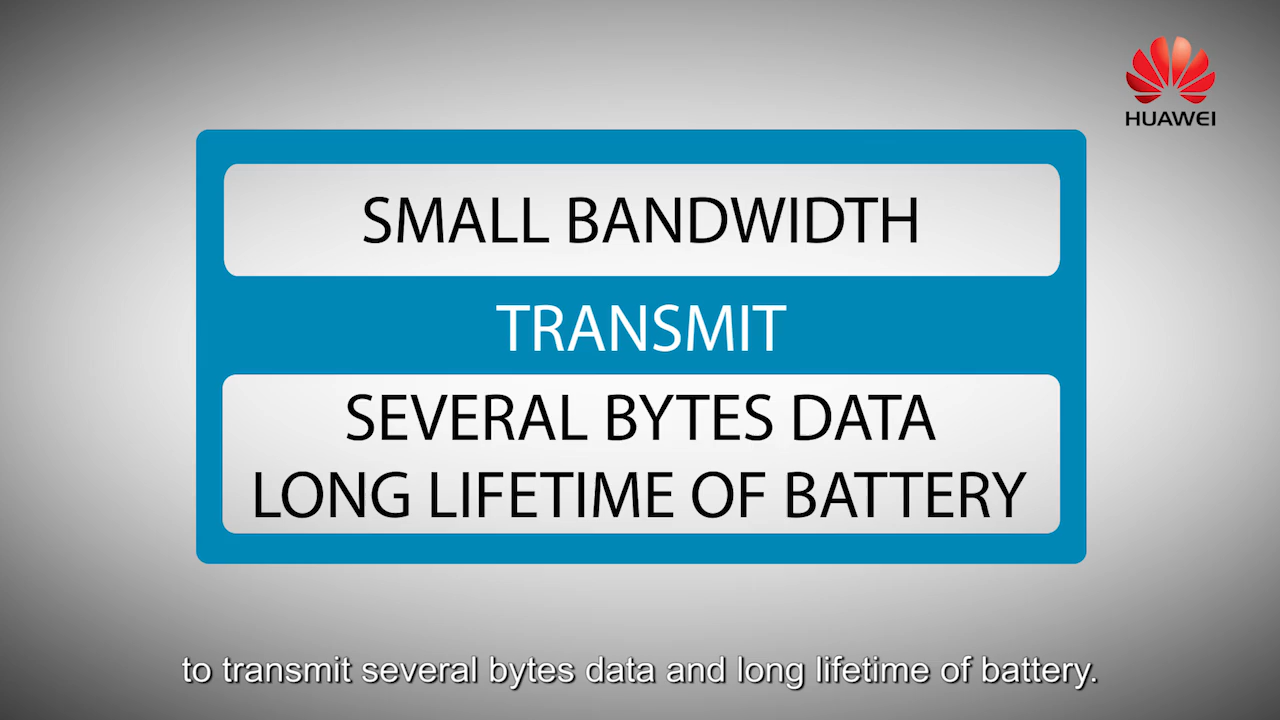 HUAWEI
SMALL BANDWIDTH
TRANSMIT
SEVERAL BYTES DATA
LONG LIFETIME OF BATTERY
to transmit several bytes data and long lifetime of battery.